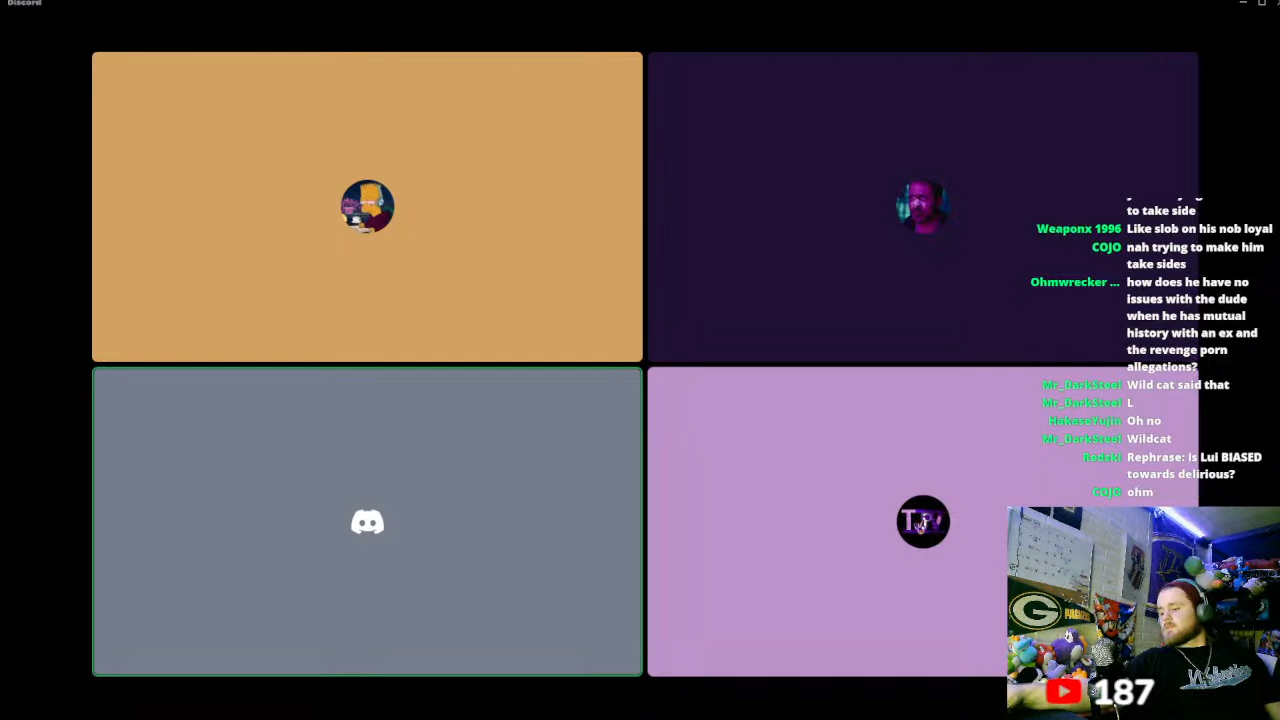 Discord
to take side
Weaponx 1996 Like slob on his nob loyal
COJO nah trying to make him
take sides
Ohmwrecker ... how does he have no
issues with the dude
when he has mutual
history with an ex and
the revenge porn
allegations?
Mr_DarkSteel Wild cat said that
Mr_DarkSteel L
HakaseYujin Oh no
Mr_DarkSteel Wildcat
Redski Rephrase: Is Lui BIASED
towards delirious?
COJO ohm
G PACKERS
187